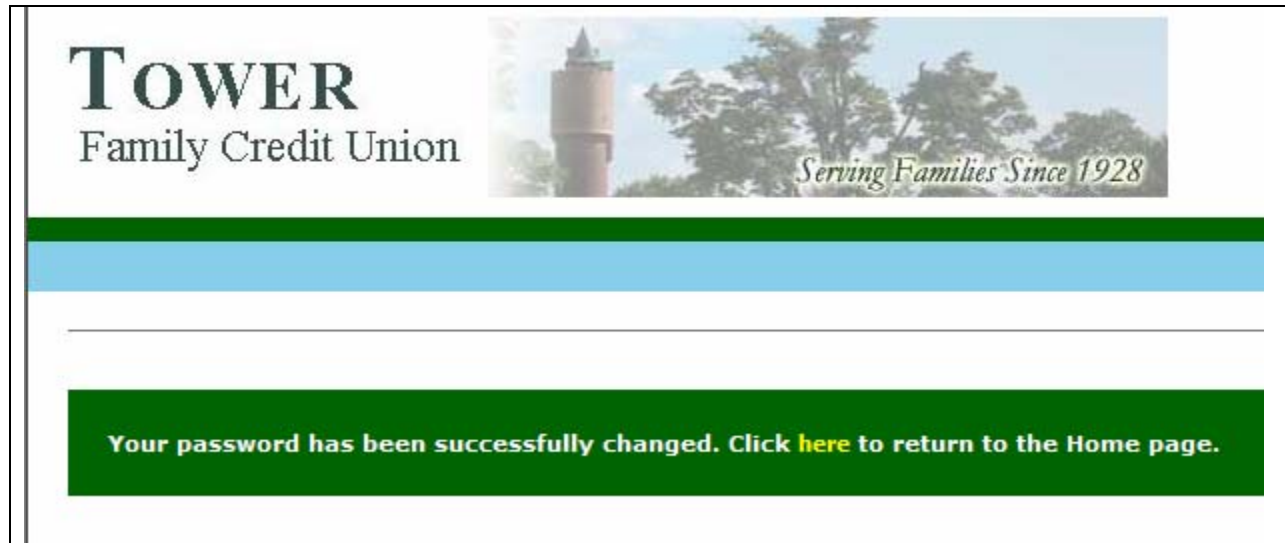 TOWER
Family Credit Union
Serving Families Since 1928
Your password has been successfully changed. Click here to return to the Home page.